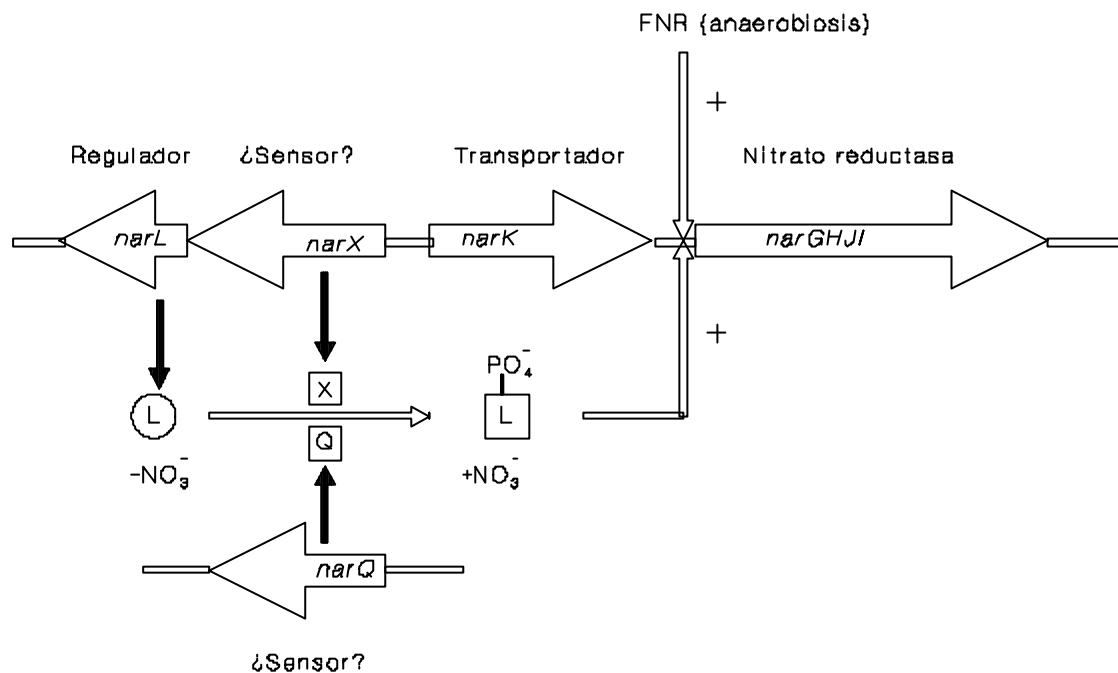 FNR {anaerobiosis}
+
Regulador
¿Sensor?
Transportador
Nitrato reductasa
narL
narX
narK
narGHJI
+
PO₄⁻
X
L
L
Q
-NO₃⁻
+NO₃⁻
narQ
¿Sensor?